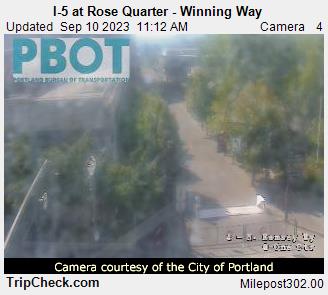 I-5 at Rose Quarter - Winning Way
Updated Sep 10 2023 11:12 AM Camera 4
PBOT
PORTLAND BUREAU OF TRANSPORTATION
Camera courtesy of the City of Portland
TripCheck.com Milepost302.00